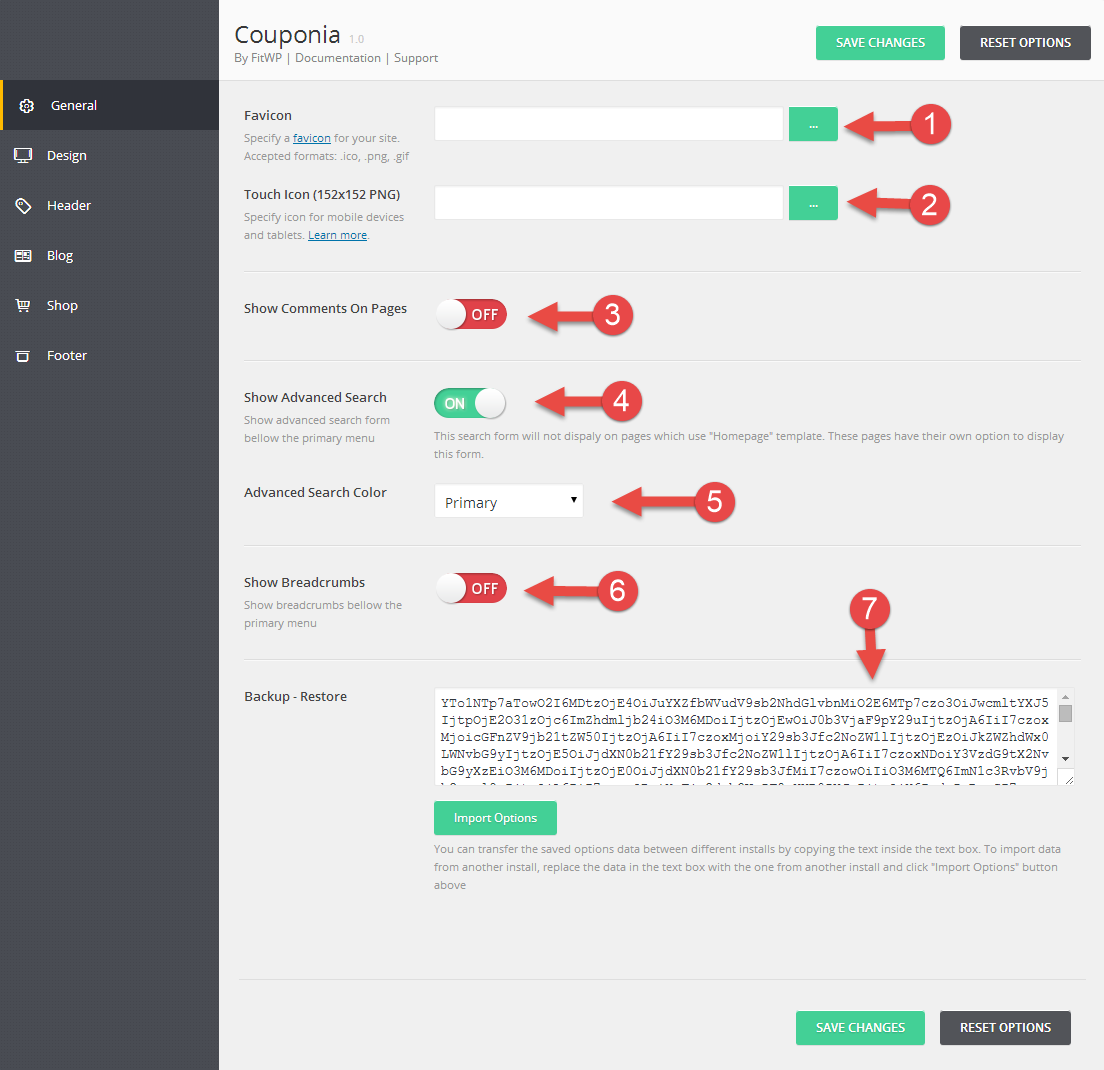 Couponia 1.0
By FitWP | Documentation | Support
SAVE CHANGES
RESET OPTIONS
General
Design
Header
Blog
Shop
Footer
Favicon
Specify a favicon for your site.
Accepted formats: .ico, .png, .gif
...
1
Touch Icon (152x152 PNG)
Specify icon for mobile devices
and tablets. Learn more.
...
2
Show Comments On Pages
OFF
3
Show Advanced Search
Show advanced search form
bellow the primary menu
ON
4
This search form will not dispaly on pages which use "Homepage" template. These pages have their own option to display
this form.
Advanced Search Color
Primary
5
Show Breadcrumbs
Show breadcrumbs bellow the
primary menu
OFF
6
7
Backup - Restore
YTo1NTp7aTowO2I6MDtzOjE4OiJuYXZfbWVudV9sb2NhdGlvbnMiO2E6MTp7czo3OiJwcmltYXJ5
IjtpOjE2O31zOjc6ImZhdmljb24iO3M6MDoiIjtzOjEwOiJ0b3VjaF9pY29uIjtzOjA6IiI7czox
MjoicGFnZV9jb21tZW50IjtzOjA6IiI7czoxMjoiY29sb3Jfc2NoZW1lIjtzOjEzOiJkZWZhdWx0
LWNvbG9yIjtzOjE5OiJjdXN0b21fY29sb3Jfc2NoZW1lIjtzOjA6IiI7czoxNDoiY3VzdG9tX2Nv
bG9yXzEiO3M6MDoiIjtzOjE0OiJjdXN0b21fY29sb3JfMiI7czowOiIiO3M6MTQ6ImN1c3RvbV9j
Import Options
You can transfer the saved options data between different installs by copying the text inside the text box. To import data
from another install, replace the data in the text box with the one from another install and click "Import Options" button
above
SAVE CHANGES
RESET OPTIONS